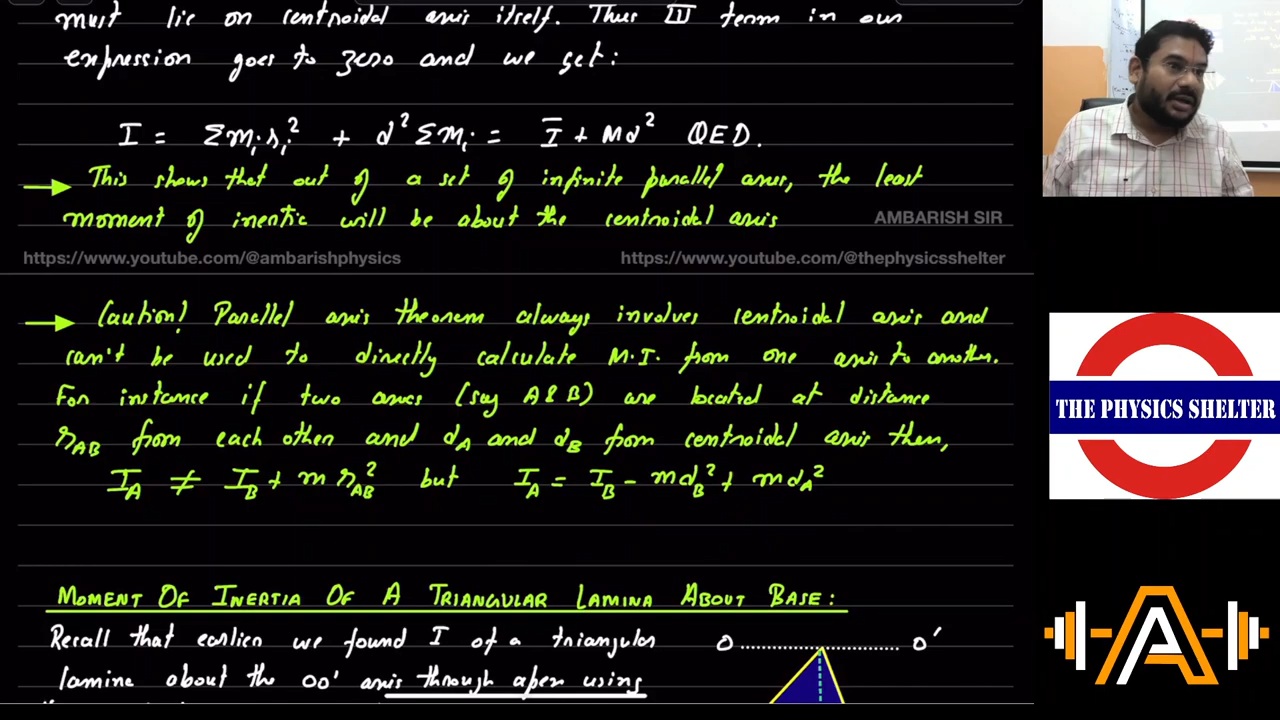 must lie on centroidal axis itself. Thus III term in our
expression goes to zero and we get:
I = Σmᵢrᵢ² + d²Σmᵢ = Ī + Md² QED.
→ This shows that out of a set of infinite parallel axes, the least
moment of inertia will be about the centroidal axis
AMBARISH SIR
https://www.youtube.com/@ambarishphysics
https://www.youtube.com/@thephysicsshelter
→ Caution! Parallel axis theorem always involves centroidal axis and
can't be used to directly calculate M.I. from one axis to another.
For instance if two axes (say A & B) are located at distance
r_AB from each other and d_A and d_B from centroidal axis then,
I_A ≠ I_B + m r_AB² but I_A = I_B - md_B² + md_A²
MOMENT OF INERTIA OF A TRIANGULAR LAMINA ABOUT BASE:
Recall that earlier we found I of a triangular
lamina about the OO' axis through apex using
O O'
THE PHYSICS SHELTER